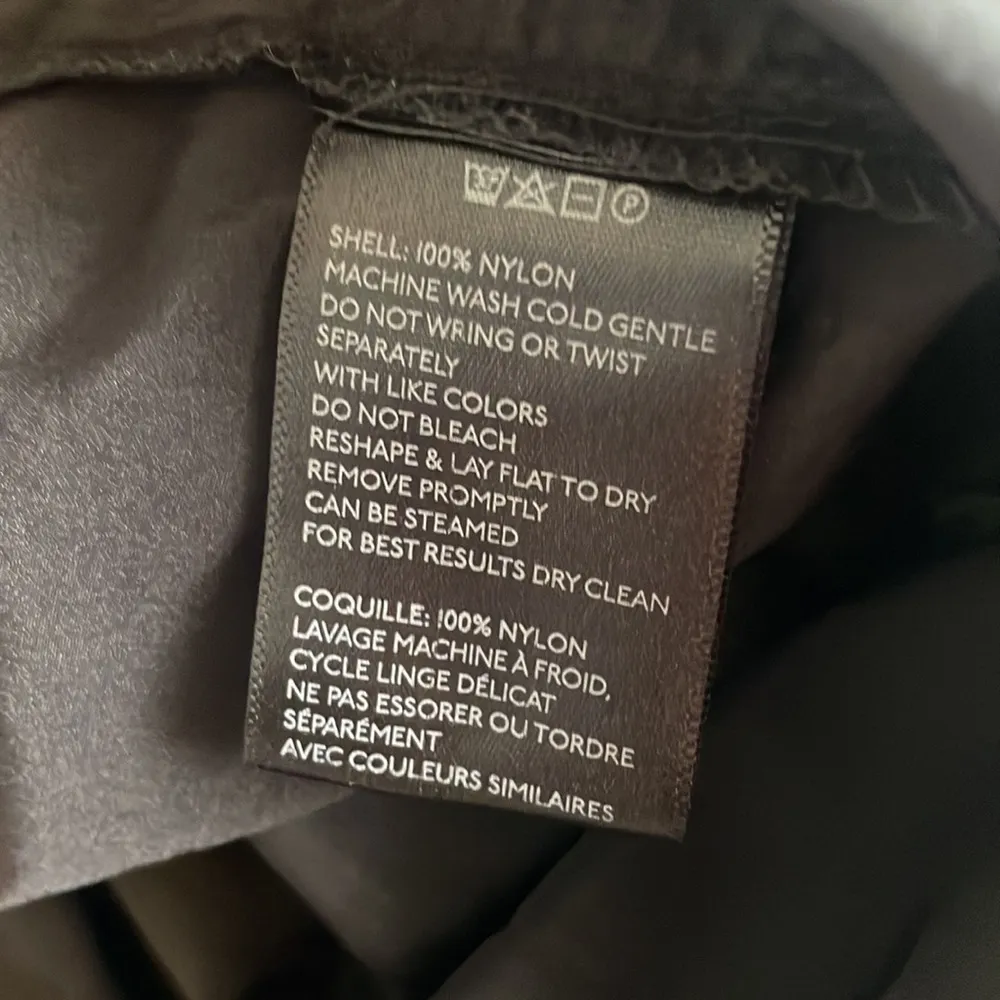 SHELL: 100% NYLON
MACHINE WASH COLD GENTLE
DO NOT WRING OR TWIST
SEPARATELY
WITH LIKE COLORS
DO NOT BLEACH
RESHAPE & LAY FLAT TO DRY
REMOVE PROMPTLY
CAN BE STEAMED
FOR BEST RESULTS DRY CLEAN
COQUILLE: 100% NYLON
LAVAGE MACHINE À FROID,
CYCLE LINGE DÉLICAT
NE PAS ESSORER OU TORDRE
SÉPARÉMENT
AVEC COULEURS SIMILAIRES